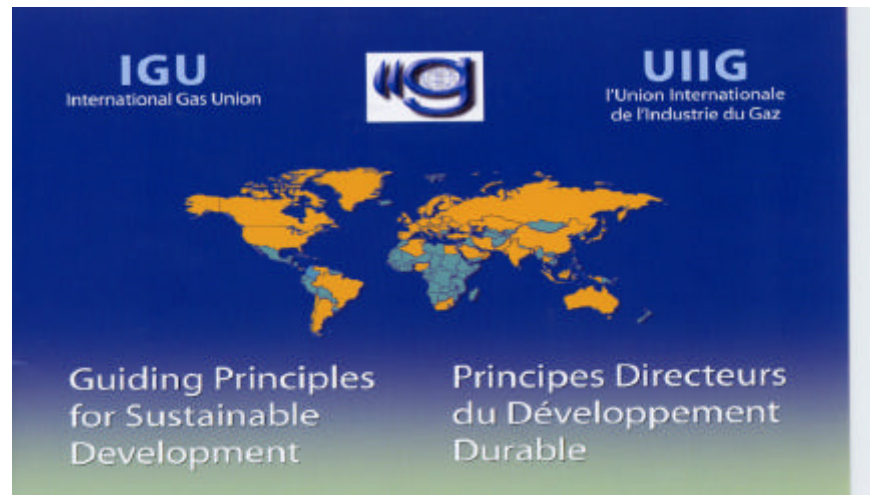 IGU
International Gas Union
iig
UIIG
l'Union Internationale
de l'Industrie du Gaz
Guiding Principles
for Sustainable
Development
Principes Directeurs
du Développement
Durable